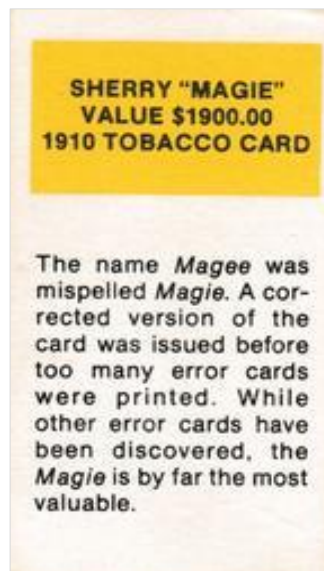 SHERRY "MAGIE"
VALUE $1900.00
1910 TOBACCO CARD
The name Magee was
mispelled Magie. A cor-
rected version of the
card was issued before
too many error cards
were printed. While
other error cards have
been discovered, the
Magie is by far the most
valuable.